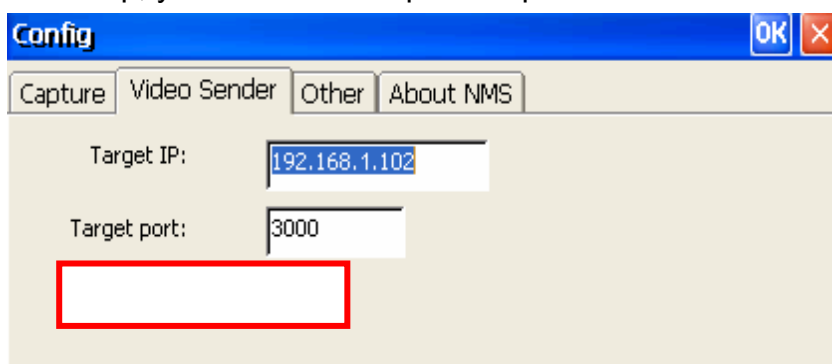 Config OK
Capture Video Sender Other About NMS
Target IP: 192.168.1.102
Target port: 3000